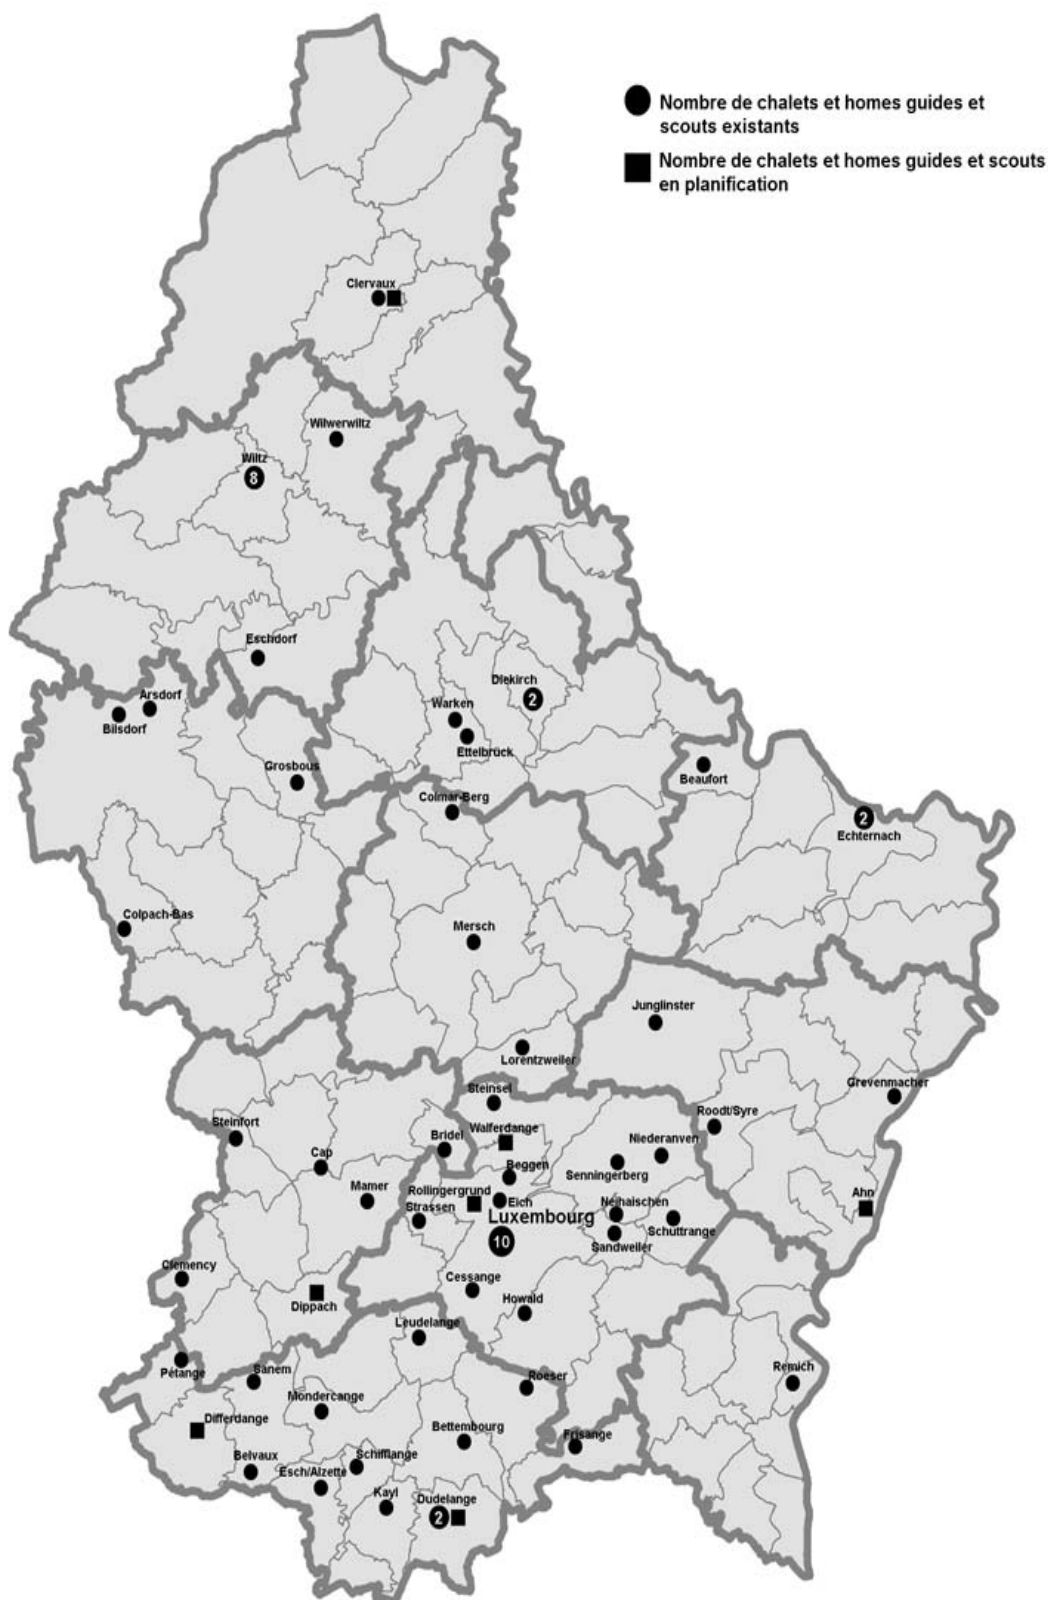 Nombre de chalets et homes guides et
scouts existants
Nombre de chalets et homes guides et scouts
en planification
Clervaux
Wilwerwiltz
Wiltz
8
Eschdorf
Arsdorf
Bilsdorf
Diekirch
2
Warken
Ettelbrück
Grosbous
Beaufort
Colmar-Berg
2
Echternach
Colpach-Bas
Mersch
Junglinster
Lorentzweiler
Grevenmacher
Steinsel
Roodt/Syre
Steinfort
Walferdange
Bridel
Niederanven
Cap
Beggen
Senningerberg
Mamer
Rollingergrund
Eich
Ahn
Strassen
Neihaischen
Luxembourg
10
Schuttrange
Sandweiler
Clemency
Cessange
Dippach
Howald
Leudelange
Pétange
Sanem
Roeser
Remich
Mondercange
Differdange
Bettembourg
Frisange
Belvaux
Schifflange
Esch/Alzette
Kayl
Dudelange
2